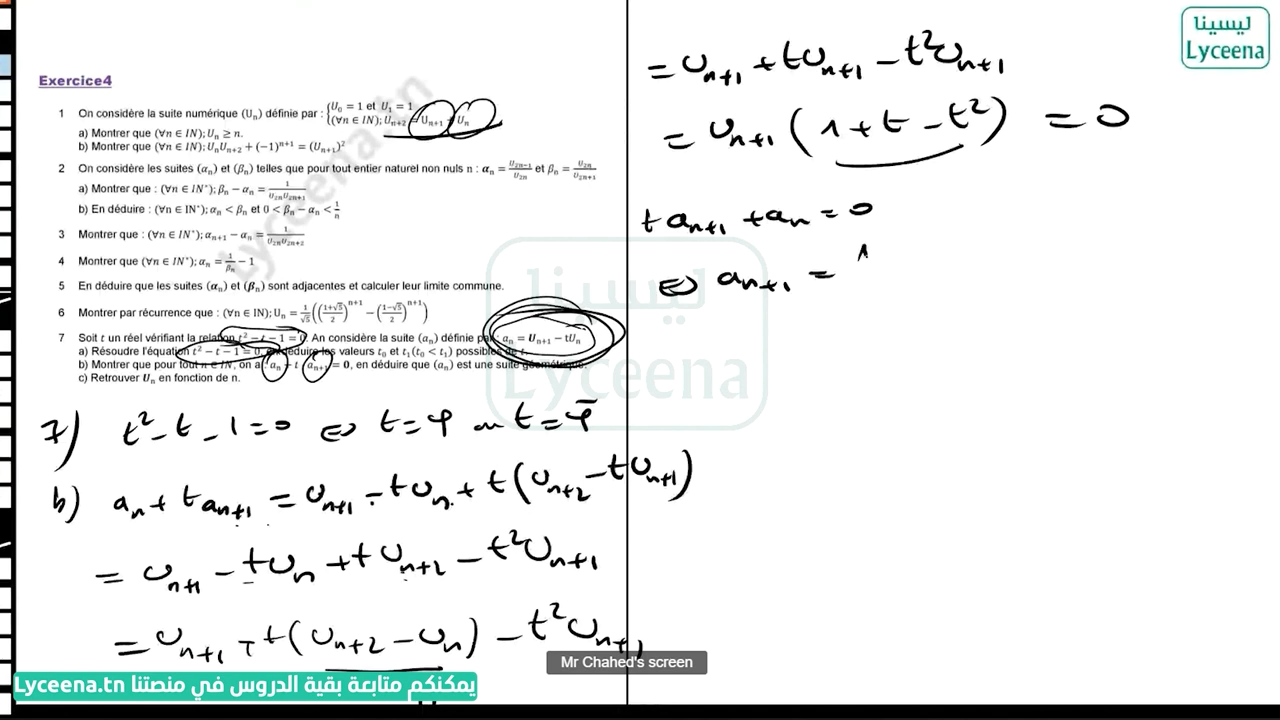 Exercice4
1 On considère la suite numérique (Uₙ) définie par : {U₀ = 1 et U₁ = 1
{(∀n ∈ IN); Uₙ₊₂ = Uₙ₊₁ + Uₙ
a) Montrer que (∀n ∈ IN); Uₙ ≥ n.
b) Montrer que (∀n ∈ IN); UₙUₙ₊₂ + (−1)ⁿ⁺¹ = (Uₙ₊₁)²
2 On considère les suites (αₙ) et (βₙ) telles que pour tout entier naturel non nuls n : αₙ = U₂ₙ₋₁/U₂ₙ et βₙ = U₂ₙ/U₂ₙ₊₁
a) Montrer que : (∀n ∈ IN*); βₙ − αₙ = 1/(U₂ₙU₂ₙ₊₁)
b) En déduire : (∀n ∈ IN*); αₙ < βₙ et 0 < βₙ − αₙ < 1/n
3 Montrer que : (∀n ∈ IN*); αₙ₊₁ − αₙ = 1/(U₂ₙU₂ₙ₊₂)
4 Montrer que (∀n ∈ IN*); αₙ = 1/βₙ − 1
5 En déduire que les suites (αₙ) et (βₙ) sont adjacentes et calculer leur limite commune.
6 Montrer par récurrence que : (∀n ∈ IN); Uₙ = 1/√5 (((1+√5)/2)ⁿ⁺¹ − ((1−√5)/2)ⁿ⁺¹)
7 Soit t un réel vérifiant la relation t² − t − 1 = 0. An considère la suite (aₙ) définie par : aₙ = Uₙ₊₁ − tUₙ
a) Résoudre l'équation t² − t − 1 = 0, en déduire les valeurs t₀ et t₁(t₀ < t₁) possibles de t.
b) Montrer que pour tout n ∈ IN, on a : aₙ + t aₙ₊₁ = 0, en déduire que (aₙ) est une suite géométrique.
c) Retrouver Uₙ en fonction de n.
7) t² − t − 1 = 0 ⇔ t = φ ou t = φ̄
b) aₙ + t aₙ₊₁ = Uₙ₊₁ − tUₙ + t(Uₙ₊₂ − tUₙ₊₁)
= Uₙ₊₁ − tUₙ + tUₙ₊₂ − t²Uₙ₊₁
= Uₙ₊₁ + t(Uₙ₊₂ − Uₙ) − t²Uₙ₊₁
= Uₙ₊₁ + tUₙ₊₁ − t²Uₙ₊₁
= Uₙ₊₁ (1 + t − t²) = 0
t aₙ₊₁ + aₙ = 0
⇔ aₙ₊₁ =
ليسينا
Lyceena
ليسينا
Lyceena
lyceena.tn
Mr Chahed's screen
يمكنكم متابعة بقية الدروس في منصتنا Lyceena.tn